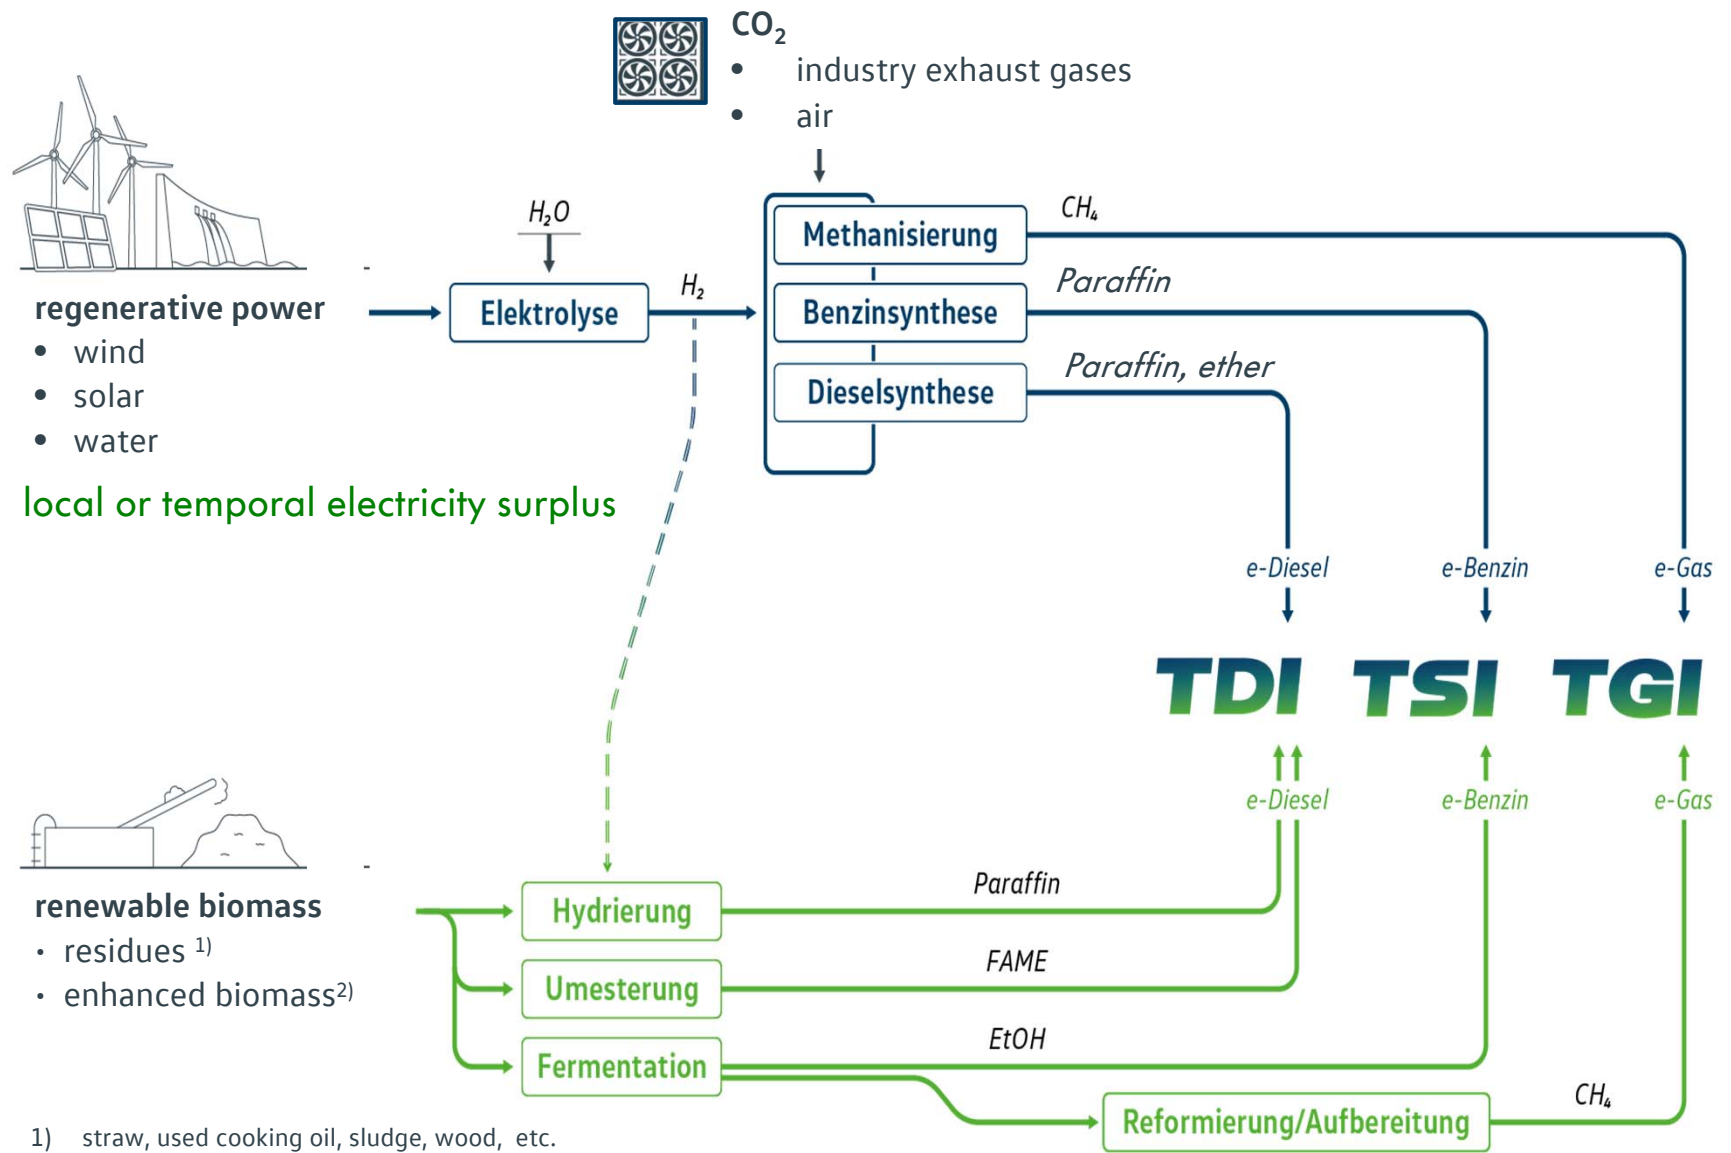 CO₂
• industry exhaust gases
• air
regenerative power
• wind
• solar
• water
local or temporal electricity surplus
H₂O
Elektrolyse
H₂
Methanisierung
Benzinsynthese
Dieselsynthese
CH₄
Paraffin
Paraffin, ether
e-Diesel
e-Benzin
e-Gas
TDI
TSI
TGI
e-Diesel
e-Benzin
e-Gas
renewable biomass
• residues ¹⁾
• enhanced biomass²⁾
Hydrierung
Umesterung
Fermentation
Paraffin
FAME
EtOH
Reformierung/Aufbereitung
CH₄
1) straw, used cooking oil, sludge, wood, etc.